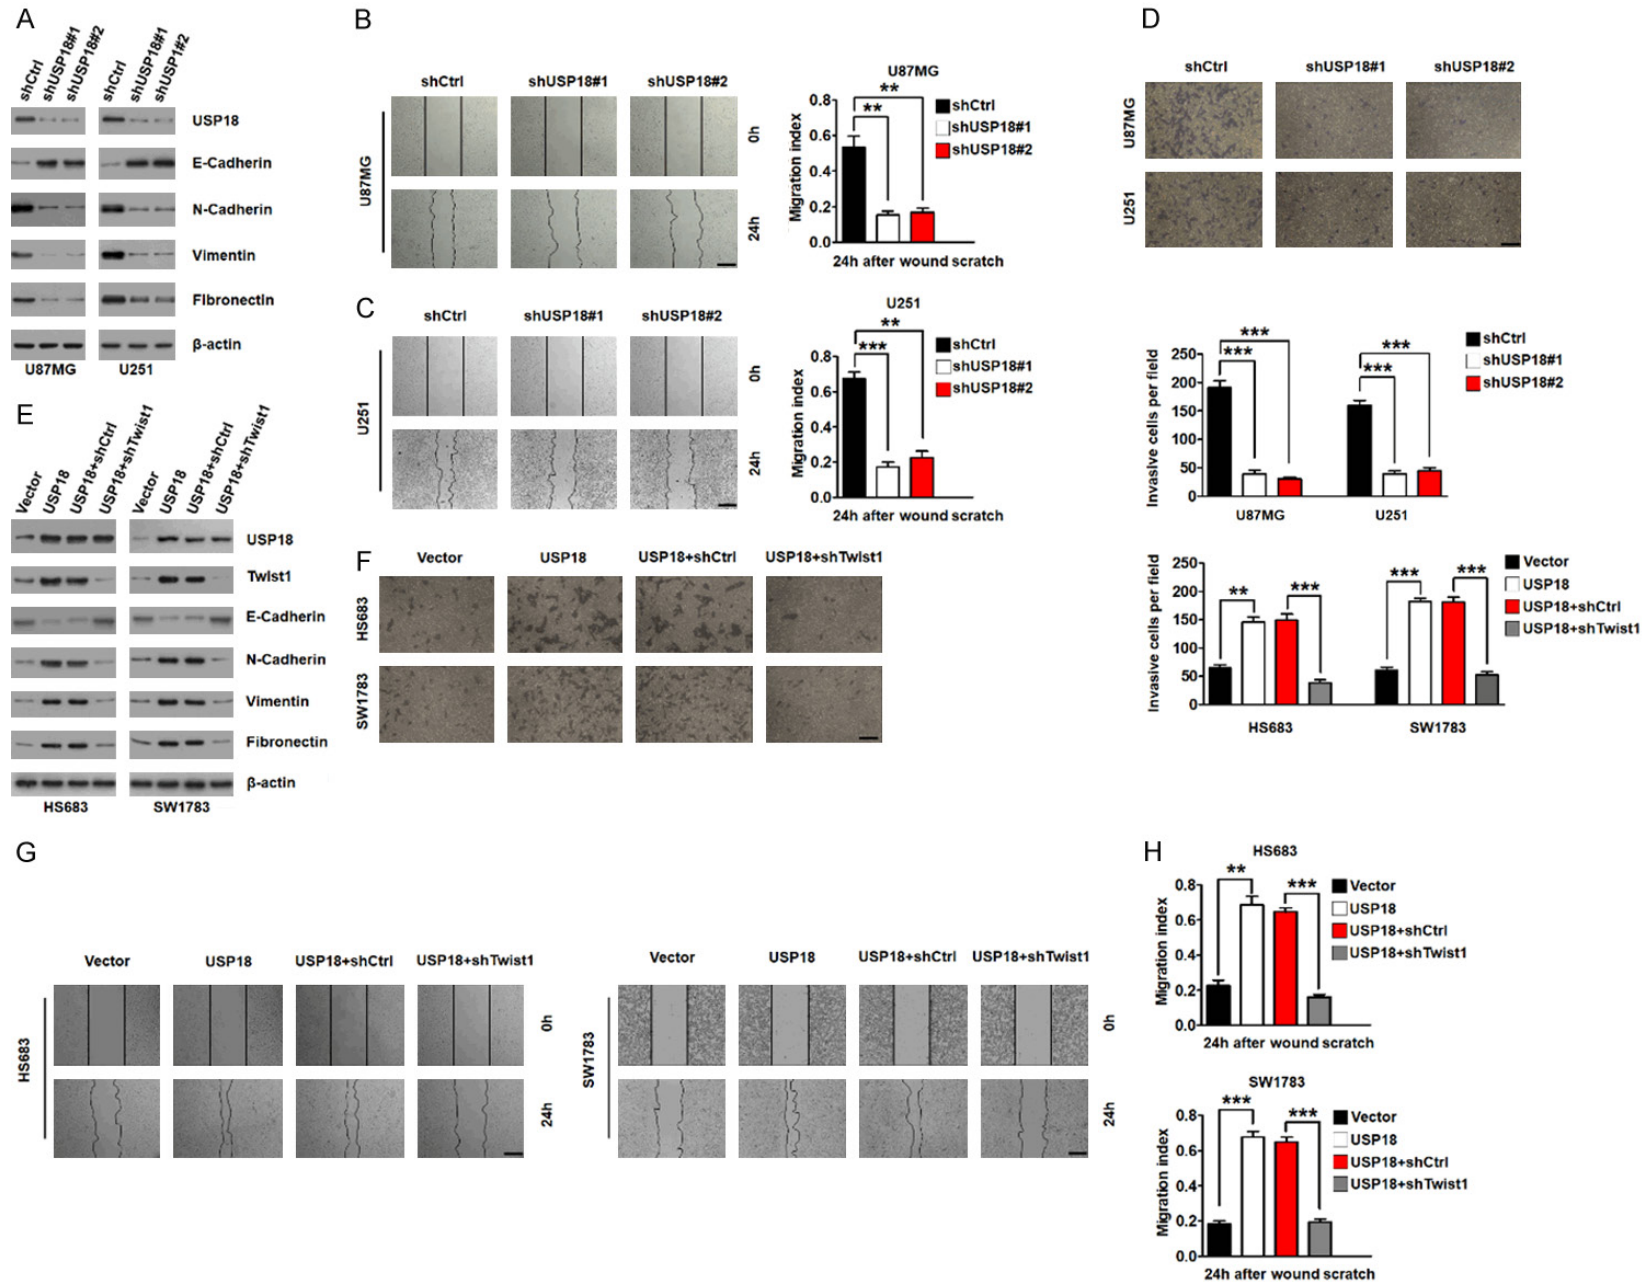 A
shCtrl
shUSP18#1
shUSP18#2
shCtrl
shUSP18#1
shUSP1#2
USP18
E-Cadherin
N-Cadherin
Vimentin
Fibronectin
β-actin
U87MG U251
B
shCtrl shUSP18#1 shUSP18#2
U87MG
0h
24h
U87MG
** **
Migration index
0.8
0.6
0.4
0.2
0.0
shCtrl
shUSP18#1
shUSP18#2
24h after wound scratch
C
shCtrl shUSP18#1 shUSP18#2
U251
0h
24h
U251
**
***
Migration index
0.8
0.6
0.4
0.2
0.0
shCtrl
shUSP18#1
shUSP18#2
24h after wound scratch
D
shCtrl shUSP18#1 shUSP18#2
U87MG
U251
Invasive cells per field
250
200
150
100
50
0
*** *** *** ***
U87MG U251
shCtrl
shUSP18#1
shUSP18#2
E
Vector
USP18
USP18+shCtrl
USP18+shTwist1
Vector
USP18
USP18+shCtrl
USP18+shTwist1
USP18
Twist1
E-Cadherin
N-Cadherin
Vimentin
Fibronectin
β-actin
HS683 SW1783
F
Vector USP18 USP18+shCtrl USP18+shTwist1
HS683
SW1783
Invasive cells per field
250
200
150
100
50
0
** *** *** ***
HS683 SW1783
Vector
USP18
USP18+shCtrl
USP18+shTwist1
G
Vector USP18 USP18+shCtrl USP18+shTwist1
HS683
0h
24h
Vector USP18 USP18+shCtrl USP18+shTwist1
SW1783
0h
24h
H
HS683
** ***
Migration index
0.8
0.6
0.4
0.2
0.0
Vector
USP18
USP18+shCtrl
USP18+shTwist1
24h after wound scratch
SW1783
*** ***
Migration index
0.8
0.6
0.4
0.2
0.0
Vector
USP18
USP18+shCtrl
USP18+shTwist1
24h after wound scratch